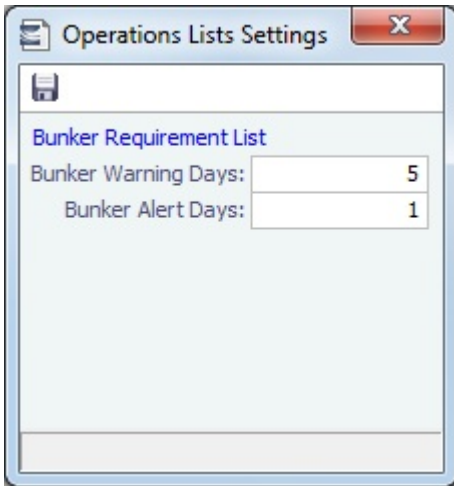 Operations Lists Settings
Bunker Requirement List
Bunker Warning Days: 5
Bunker Alert Days: 1